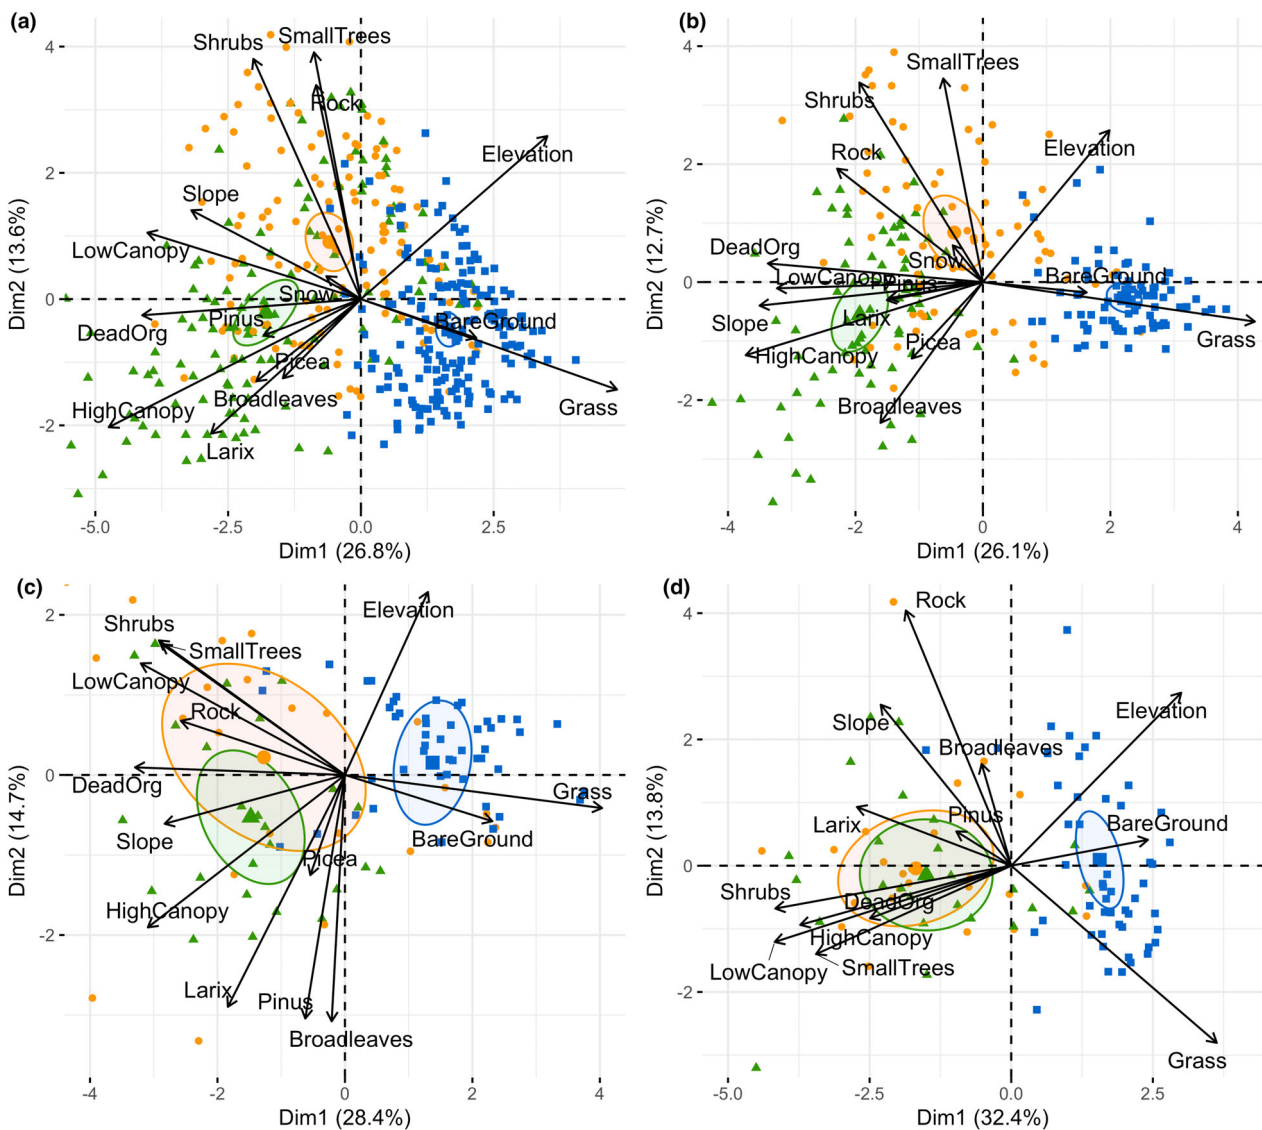 (a)
Shrubs
SmallTrees
Rock
Elevation
Slope
LowCanopy
Snow
Pinus
DeadOrg
BareGround
Picea
Broadleaves
HighCanopy
Larix
Grass
4
2
0
-2
-5.0
-2.5
0.0
2.5
Dim1 (26.8%)
Dim2 (13.6%)
(b)
SmallTrees
Shrubs
Rock
Elevation
DeadOrg
Snow
LowCanopy
Pinus
BareGround
Slope
Larix
Picea
HighCanopy
Broadleaves
Grass
4
2
0
-2
-4
-2
0
2
4
Dim1 (26.1%)
Dim2 (12.7%)
(c)
Elevation
Shrubs
SmallTrees
LowCanopy
Rock
DeadOrg
Grass
Slope
BareGround
Picea
HighCanopy
Larix
Pinus
Broadleaves
2
0
-2
-4
-2
0
2
4
Dim1 (28.4%)
Dim2 (14.7%)
(d)
Rock
Slope
Elevation
Broadleaves
Larix
Pinus
BareGround
Shrubs
DeadOrg
HighCanopy
LowCanopy
SmallTrees
Grass
4
2
0
-2
-5.0
-2.5
0.0
2.5
Dim1 (32.4%)
Dim2 (13.8%)